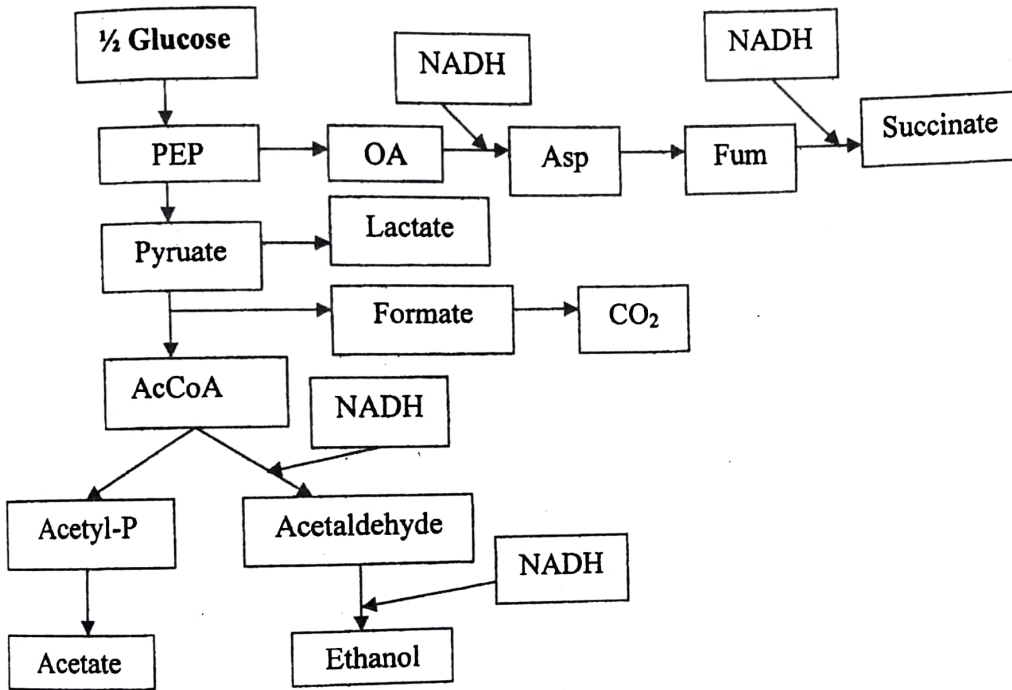 ½ Glucose
NADH
NADH
PEP
OA
Asp
Fum
Succinate
Pyruate
Lactate
Formate
CO₂
AcCoA
NADH
Acetyl-P
Acetaldehyde
NADH
Acetate
Ethanol